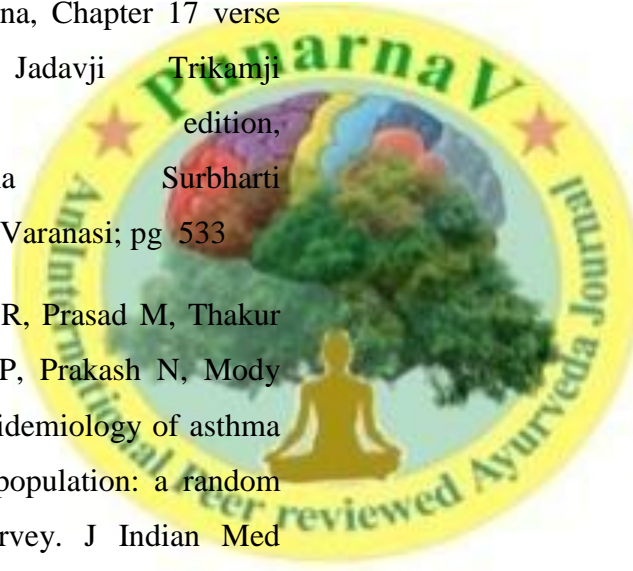 na, Chapter 17 verse
Jadavji Trikamji
edition,
a Surbharti
Varanasi; pg 533
R, Prasad M, Thakur
P, Prakash N, Mody
idemiology of asthma
population: a random
rvey. J Indian Med
PunarnaV
An International Peer reviewed Ayurveda Journal